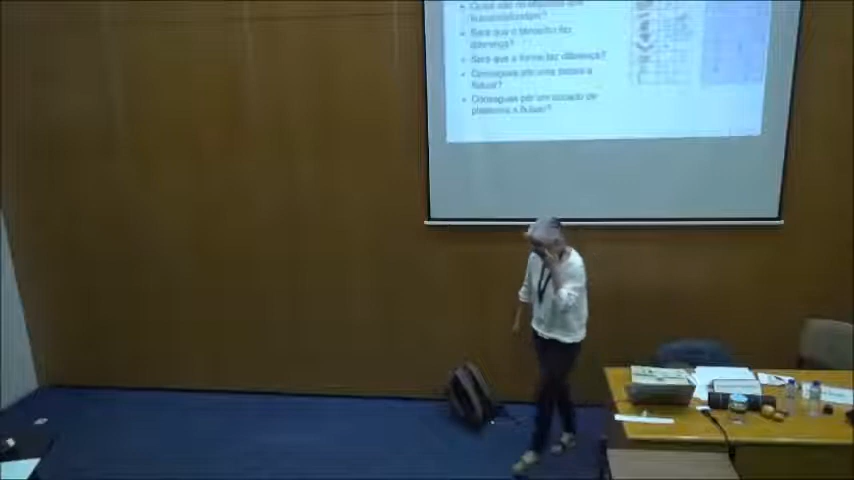 Será que o tamanho faz
diferença?
Será que a forma faz diferença?
Consegues pôr uma batata a
flutuar?
Consegues pôr um bocado de
plasticina a flutuar?